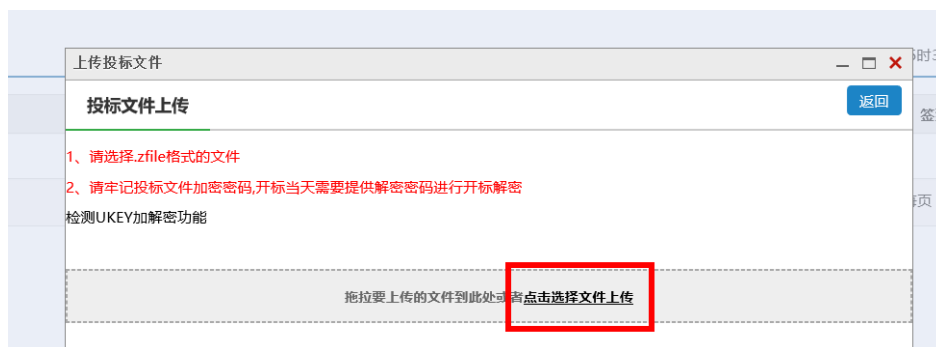 上传投标文件
时3
投标文件上传
返回
签
1、请选择.zfile格式的文件
2、请牢记投标文件加密密码,开标当天需要提供解密密码进行开标解密
页
检测UKEY加解密功能
拖拉要上传的文件到此处或者点击选择文件上传